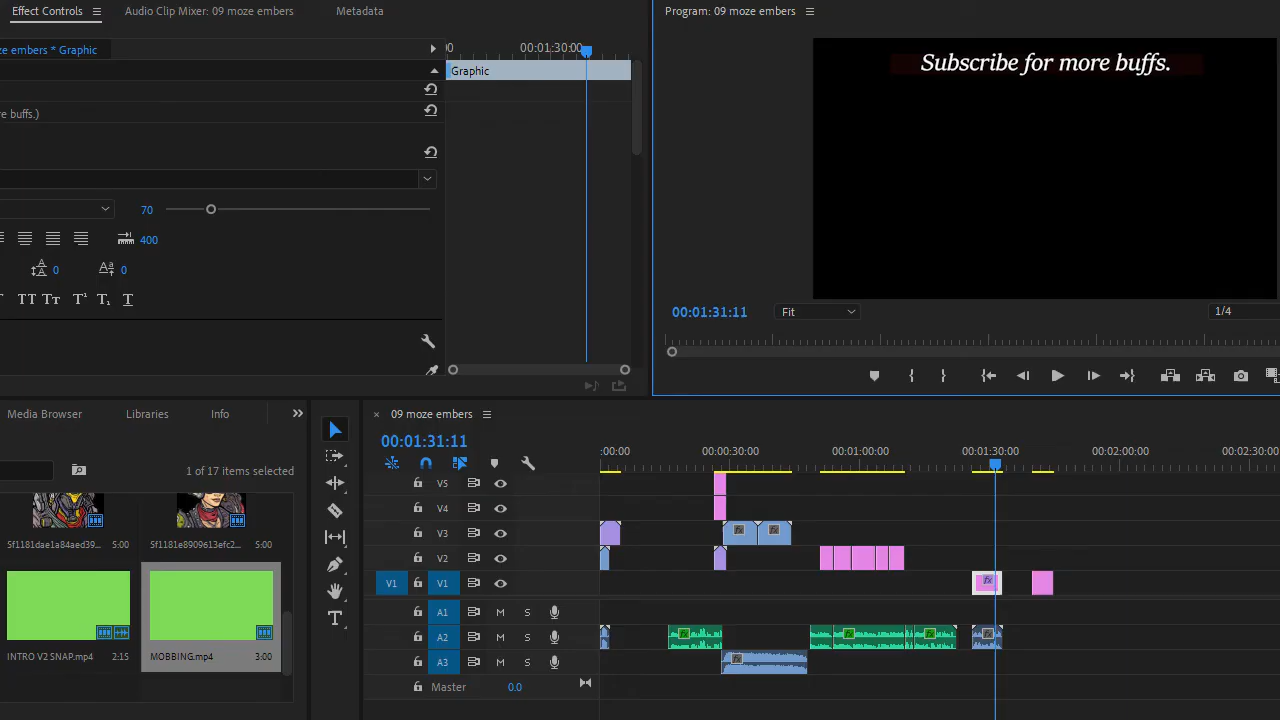 Effect Controls
Audio Clip Mixer: 09 moze embers
Metadata
Program: 09 moze embers
ze embers * Graphic
:00
00:01:30:00
Graphic
re buffs.)
70
400
0
0
Subscribe for more buffs.
00:01:31:11
Fit
1/4
Media Browser
Libraries
Info
1 of 17 items selected
Sf1181dae1a84aed39...
5:00
Sf1181e8909613efc2...
5:00
INTRO V2 SNAP.mp4
2:15
MOBBING.mp4
3:00
09 moze embers
00:01:31:11
:00:00
00:00:30:00
00:01:00:00
00:01:30:00
00:02:00:00
00:02:30:00
V5
V4
V3
V2
V1
V1
A1
M
S
A2
M
S
A3
M
S
Master
0.0